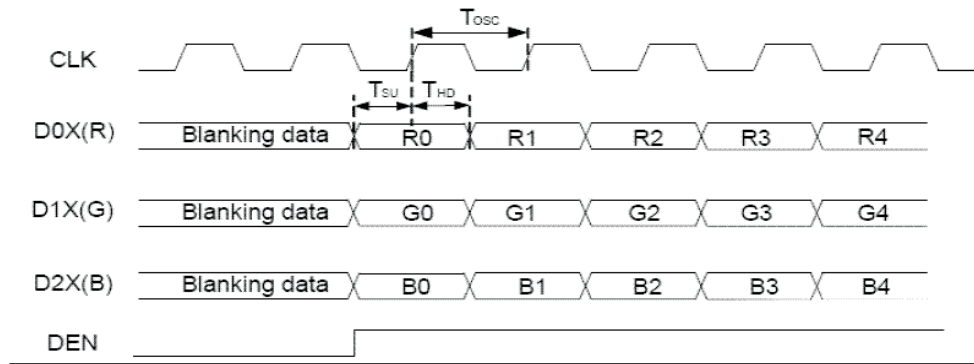 Tosc
CLK
TSU THD
D0X(R) Blanking data R0 R1 R2 R3 R4
D1X(G) Blanking data G0 G1 G2 G3 G4
D2X(B) Blanking data B0 B1 B2 B3 B4
DEN